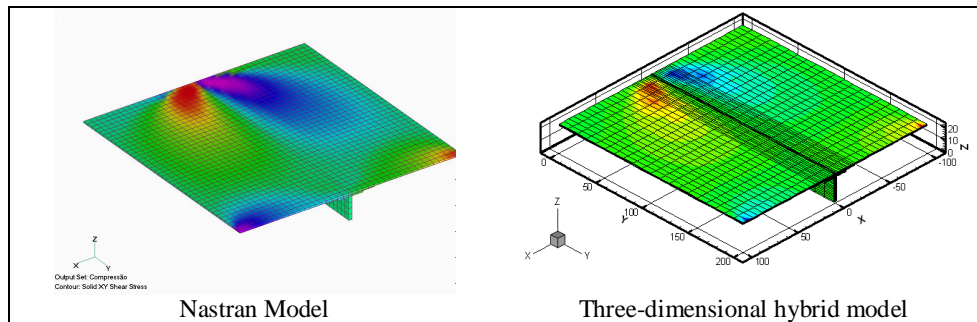 Z
X
Y
Output Set: Compressão
Contour: Solid XY Shear Stress
Nastran Model
20
10
0
Z
-100
-50
0
X
50
100
0
50
100
Y
150
200
Z
X
Y
Three-dimensional hybrid model